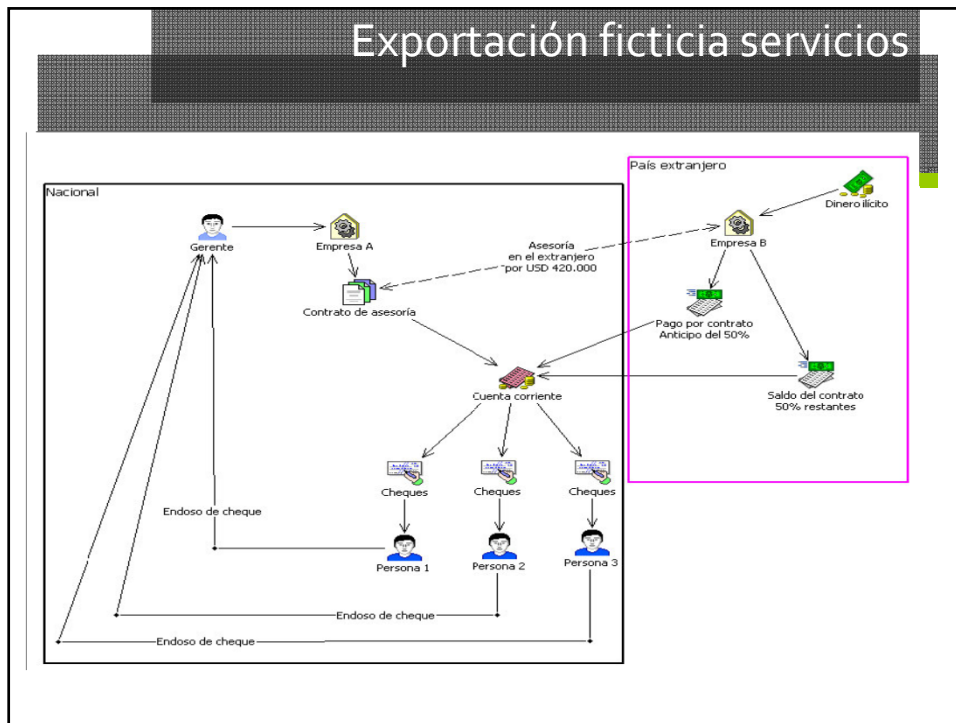 Exportación ficticia servicios
Nacional
País extranjero
Dinero ilícito
Gerente
Empresa A
Asesoría
en el extranjero
por USD 420.000
Empresa B
Contrato de asesoría
Pago por contrato
Anticipo del 50%
Cuenta corriente
Saldo del contrato
50% restantes
Cheques
Cheques
Cheques
Endoso de cheque
Persona 1
Persona 2
Persona 3
Endoso de cheque
Endoso de cheque